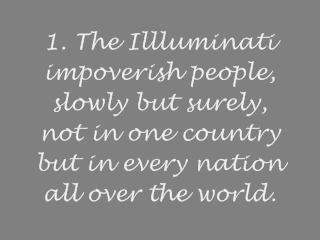 1. The Illluminati
impoverish people,
slowly but surely,
not in one country
but in every nation
all over the world.